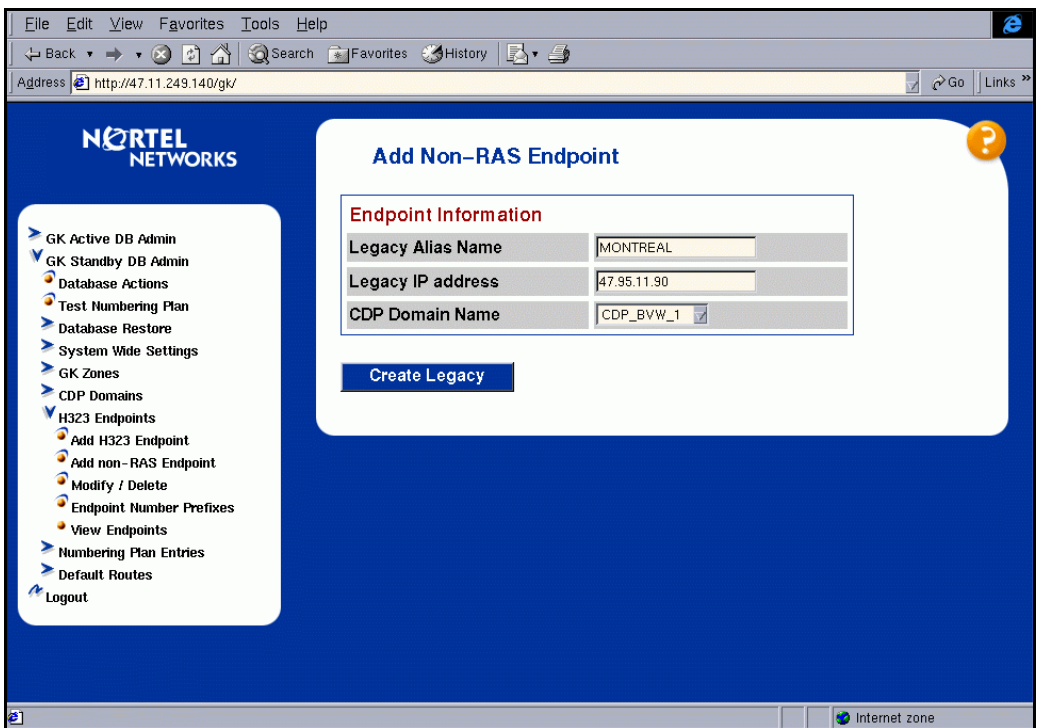 File Edit View Favorites Tools Help
Back Search Favorites History
Address http://47.11.249.140/gk/ Go Links »
NORTEL
NETWORKS
GK Active DB Admin
GK Standby DB Admin
Database Actions
Test Numbering Plan
Database Restore
System Wide Settings
GK Zones
CDP Domains
H323 Endpoints
Add H323 Endpoint
Add non-RAS Endpoint
Modify / Delete
Endpoint Number Prefixes
View Endpoints
Numbering Plan Entries
Default Routes
Logout
Add Non-RAS Endpoint
?
Endpoint Information
Legacy Alias Name MONTREAL
Legacy IP address 47.95.11.90
CDP Domain Name CDP_BVW_1
Create Legacy
Internet zone